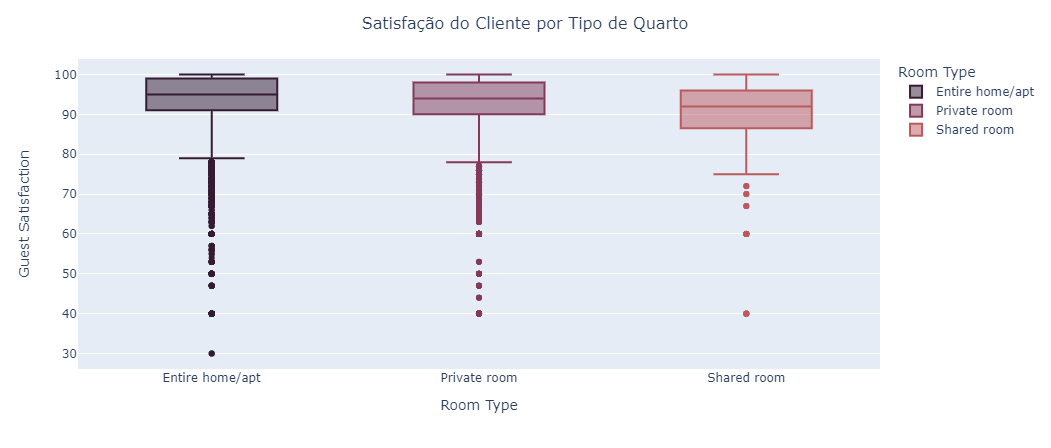 Satisfação do Cliente por Tipo de Quarto
Guest Satisfaction
100
90
80
70
60
50
40
30
Entire home/apt
Private room
Shared room
Room Type
Room Type
Entire home/apt
Private room
Shared room